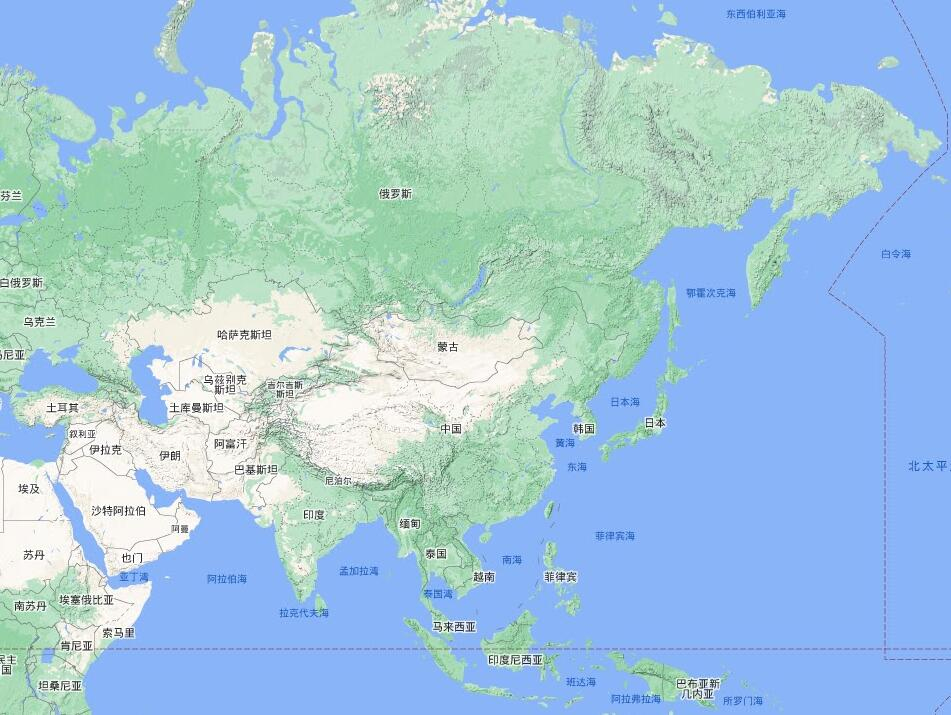 东西伯利亚海
俄罗斯
芬兰
白令海
白俄罗斯
鄂霍次克海
乌克兰
哈萨克斯坦
蒙古
马尼亚
乌兹别克
斯坦
吉尔吉斯
斯坦
日本海
土耳其
土库曼斯坦
日本
韩国
中国
叙利亚
阿富汗
黄海
伊拉克
伊朗
东海
北太平
巴基斯坦
尼泊尔
埃及
沙特阿拉伯
印度
缅甸
阿曼
菲律宾海
苏丹
也门
泰国
南海
孟加拉湾
亚丁湾
阿拉伯海
越南
菲律宾
泰国湾
埃塞俄比亚
南苏丹
拉克代夫海
马来西亚
索马里
肯尼亚
民主
国
印度尼西亚
坦桑尼亚
班达海
巴布亚新
几内亚
阿拉弗拉海
所罗门海